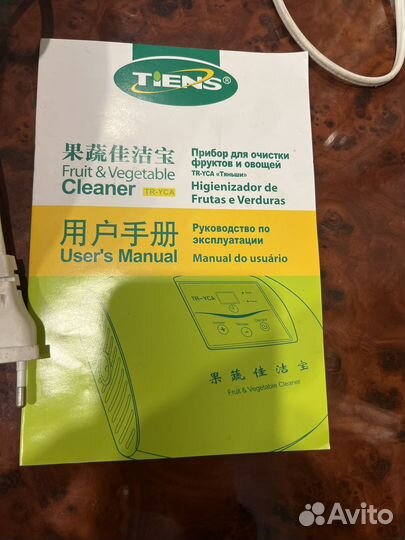 TIENS®
果蔬佳洁宝
Fruit & Vegetable
Cleaner TR-YCA
Прибор для очистки
фруктов и овощей
TR-YCA «Тяньши»
Higienizador de
Frutas e Verduras
用户手册
User's Manual
Руководство по
эксплуатации
Manual do usuário
TR-YCA
果蔬佳洁宝
Fruit & Vegetable Cleaner
Avito